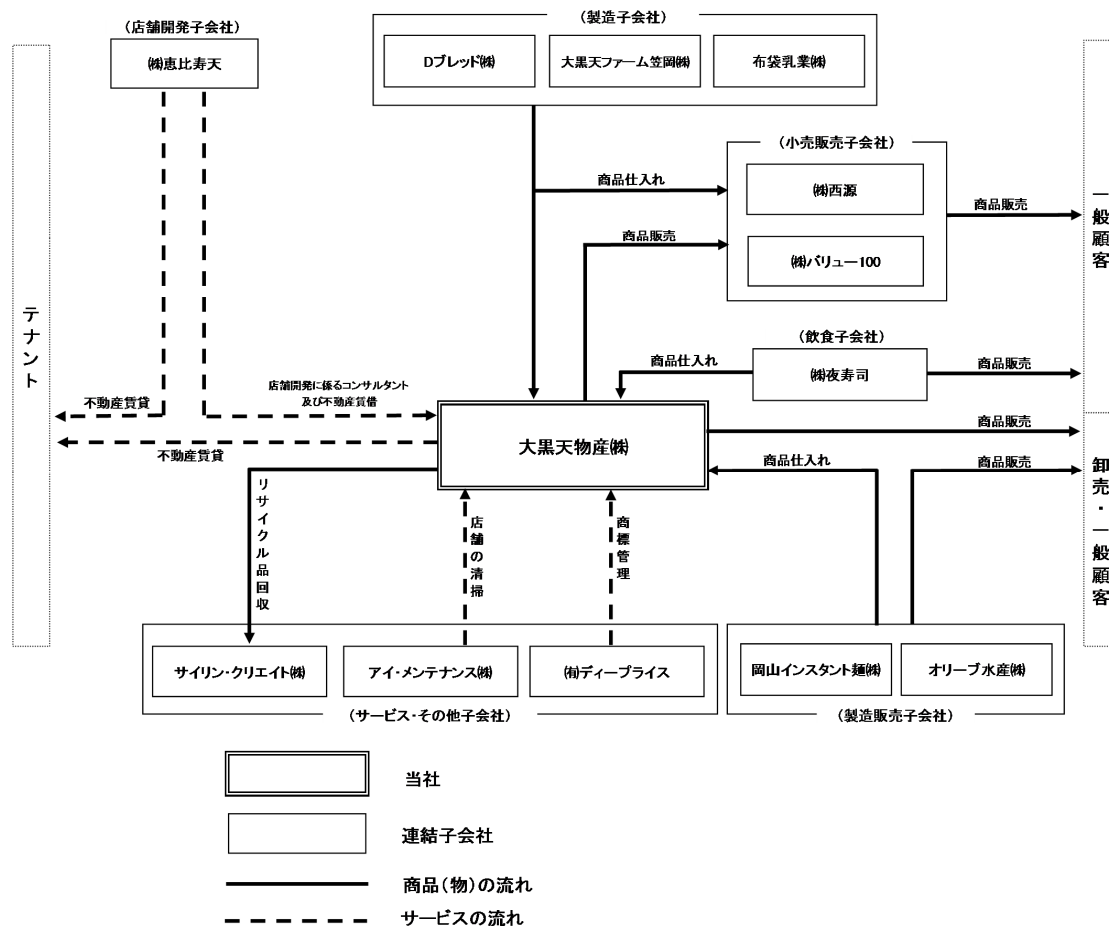 (店舗開発子会社)
㈱恵比寿天
(製造子会社)
Dブレッド㈱
大黒天ファーム笠岡㈱
布袋乳業㈱
(小売販売子会社)
商品仕入れ
㈱西源
商品販売
商品販売
㈱バリュー100
一般顧客
テナント
(飲食子会社)
商品仕入れ
㈱夜寿司
商品販売
店舗開発に係るコンサルタント
及び不動産賃借
不動産賃貸
大黒天物産㈱
商品販売
不動産賃貸
商品仕入れ
商品販売
卸売・一般顧客
リサイクル品回収
店舗の清掃
商標管理
サイリン・クリエイト㈱
アイ・メンテナンス㈱
㈲ディープライス
岡山インスタント麺㈱
オリーブ水産㈱
(サービス・その他子会社)
(製造販売子会社)
当社
連結子会社
商品(物)の流れ
サービスの流れ